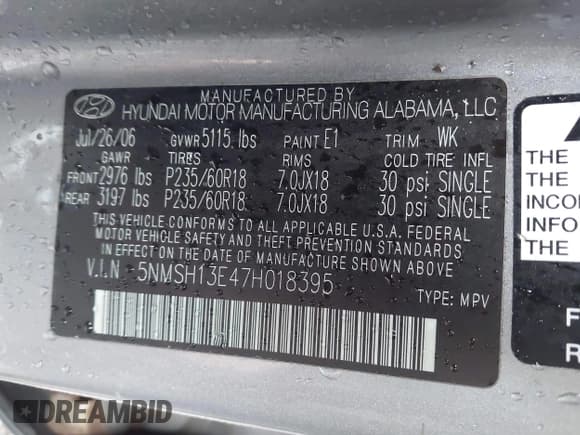 MANUFACTURED BY
HYUNDAI MOTOR MANUFACTURING ALABAMA, LLC
Jul/26/06 GVWR 5115 lbs PAINT E1 TRIM WK
GAWR TIRES RIMS COLD TIRE INFL
FRONT 2976 lbs P235/60R18 7.0JX18 30 psi SINGLE
REAR 3197 lbs P235/60R18 7.0JX18 30 psi SINGLE
THIS VEHICLE CONFORMS TO ALL APPLICABLE U.S.A. FEDERAL
MOTOR VEHICLE SAFETY AND THEFT PREVENTION STANDARDS
IN EFFECT ON THE DATE OF MANUFACTURE SHOWN ABOVE.
V.I.N 5NMSH13E47H018395
TYPE: MPV
THE
THE
INCO
INFO
THE
F
R
DREAMBID